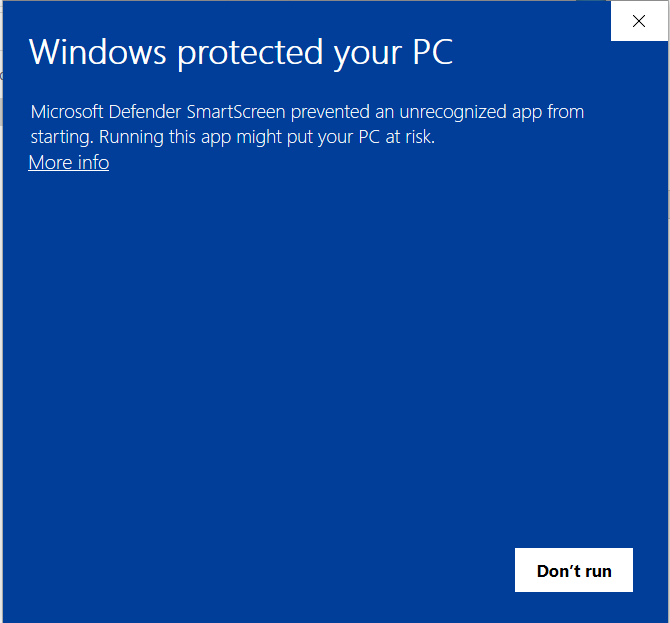 Windows protected your PC
Microsoft Defender SmartScreen prevented an unrecognized app from
starting. Running this app might put your PC at risk.
More info
Don’t run